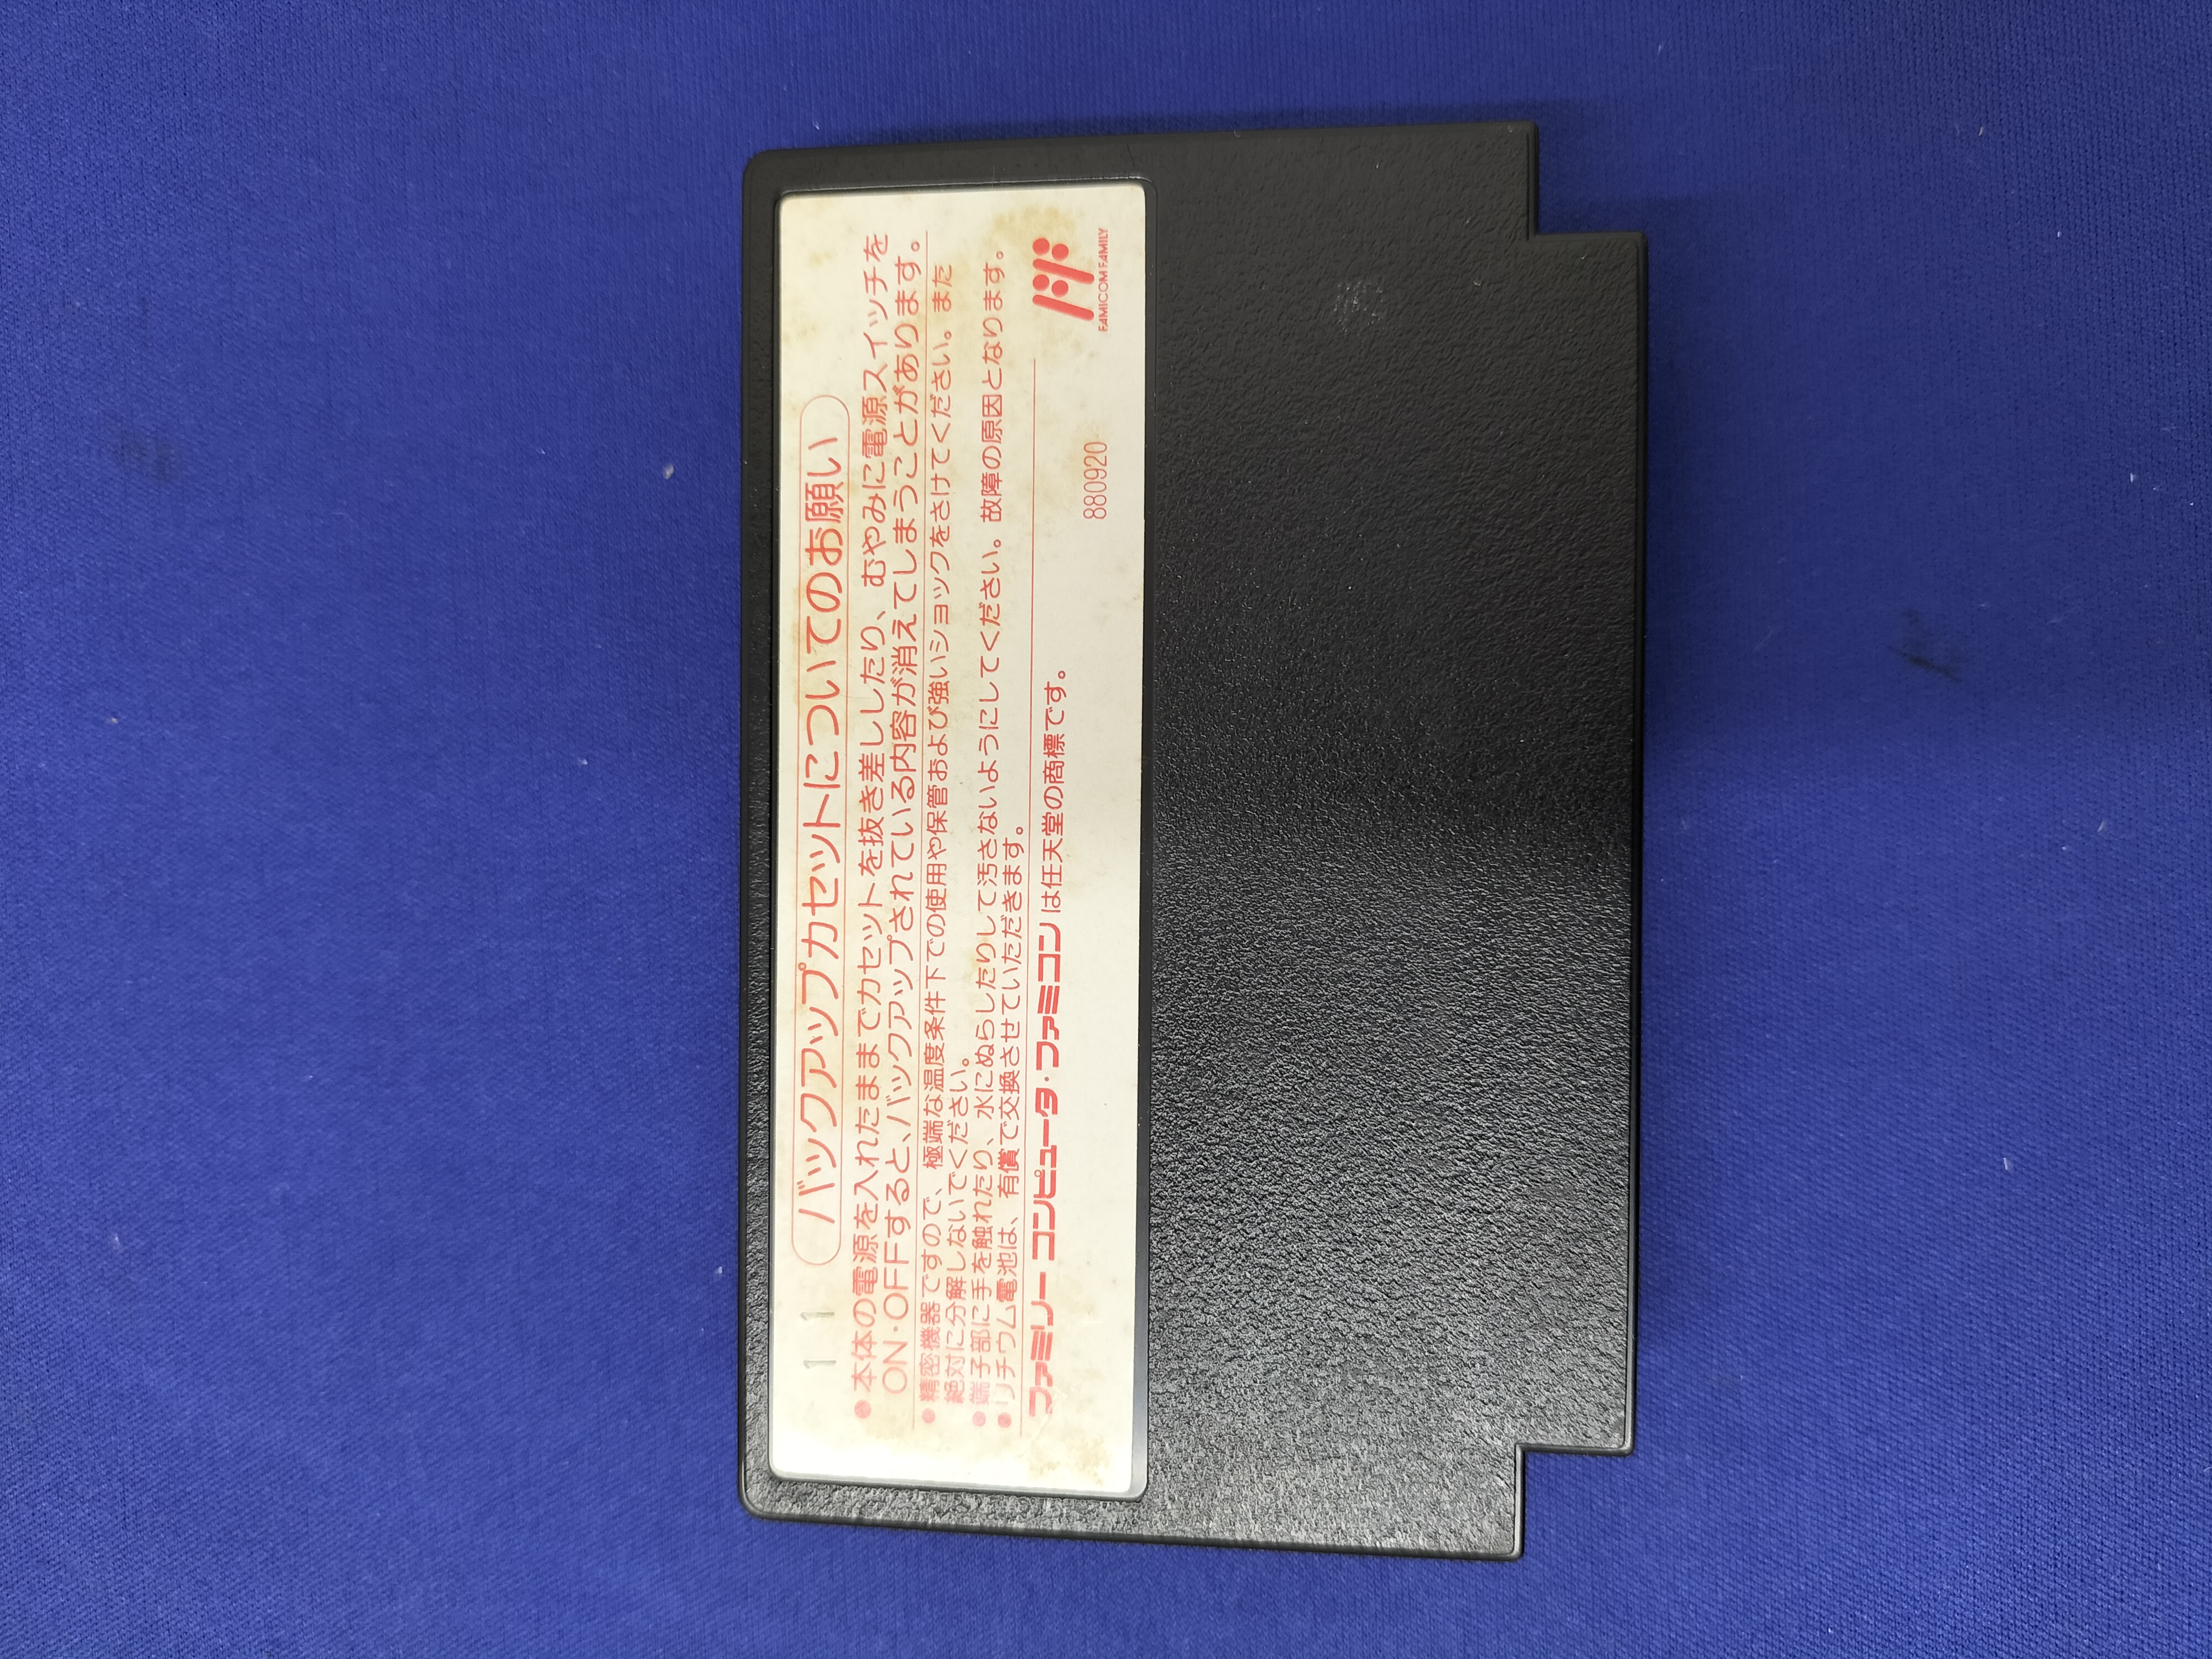 11
バックアップカセットについてのお願い
●本体の電源を入れたままでカセットを抜き差ししたり、むやみに電源スイッチを
ON・OFFすると、バックアップされている内容が消えてしまうことがあります。
●精密機器ですので、極端な温度条件下での使用や保管および強いショックをさけてください。また
絶対に分解しないでください。
●端子部に手を触れたり、水にぬらしたりして汚さないようにしてください。故障の原因となります。
●リチウム電池は、有償で交換させていただきます。
ファミリーコンピュータ・ファミコンは任天堂の商標です。
880920
FAMICOM FAMILY